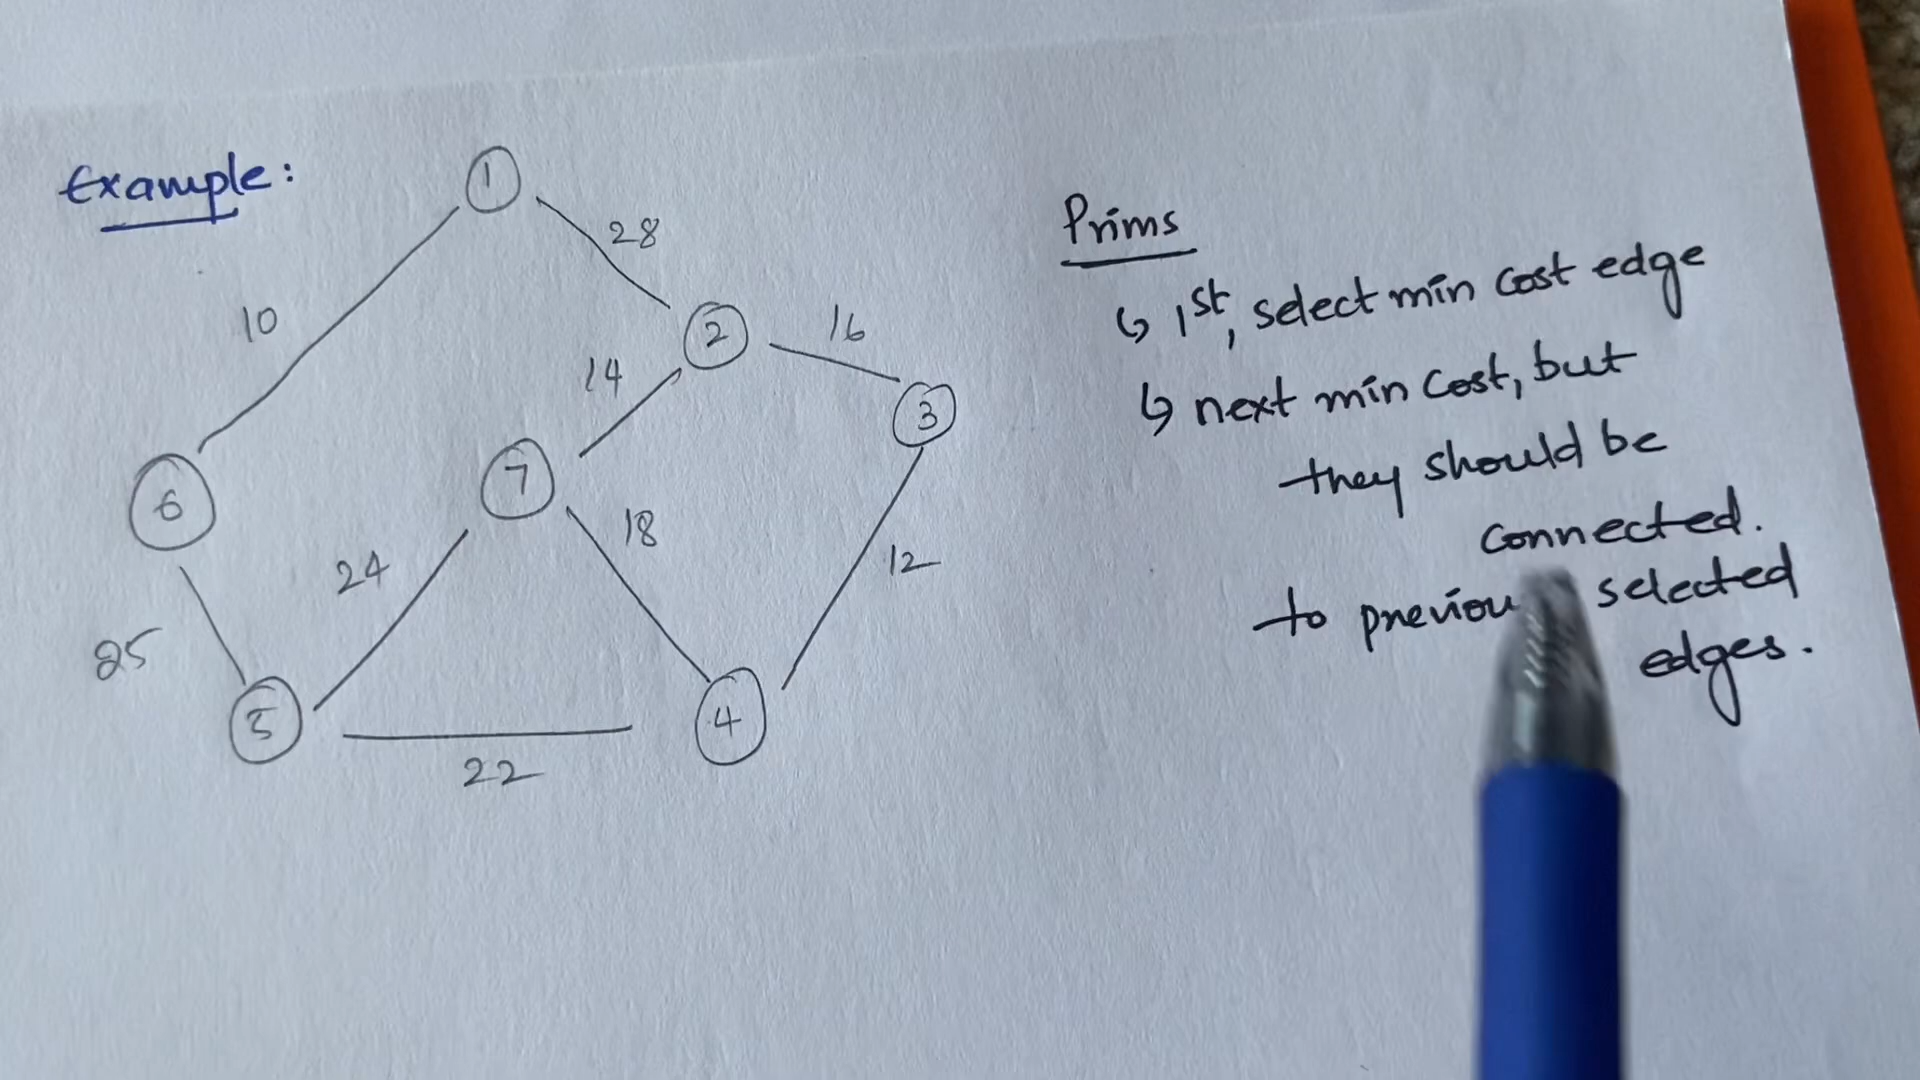 Example:
1
28
10
2
16
14
3
7
6
18
24
12
25
5
4
22
Prims
↳ 1st, select min cost edge
↳ next min cost, but
they should be
connected.
to previou selected
edges.